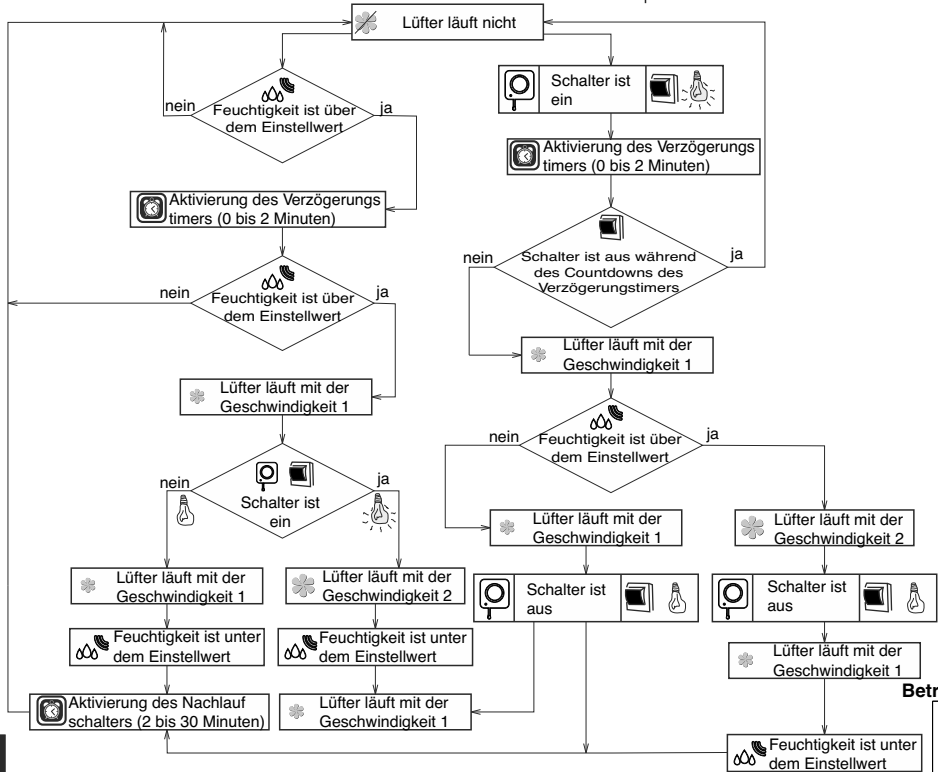 Lüfter läuft nicht
nein
Feuchtigkeit ist über
dem Einstellwert
ja
Aktivierung des Verzögerungs
timers (0 bis 2 Minuten)
nein
Feuchtigkeit ist über
dem Einstellwert
ja
Lüfter läuft mit der
Geschwindigkeit 1
nein
Schalter ist
ein
ja
Lüfter läuft mit der
Geschwindigkeit 1
Lüfter läuft mit der
Geschwindigkeit 2
Feuchtigkeit ist unter
dem Einstellwert
Feuchtigkeit ist unter
dem Einstellwert
Aktivierung des Nachlauf
schalters (2 bis 30 Minuten)
Lüfter läuft mit der
Geschwindigkeit 1
Schalter ist
ein
Aktivierung des Verzögerungs
timers (0 bis 2 Minuten)
nein
Schalter ist aus während
des Countdowns des
Verzögerungstimers
ja
Lüfter läuft mit der
Geschwindigkeit 1
nein
Feuchtigkeit ist über
dem Einstellwert
ja
Lüfter läuft mit der
Geschwindigkeit 1
Lüfter läuft mit der
Geschwindigkeit 2
Schalter ist
aus
Schalter ist
aus
Lüfter läuft mit der
Geschwindigkeit 1
Betr
Feuchtigkeit ist unter
dem Einstellwert